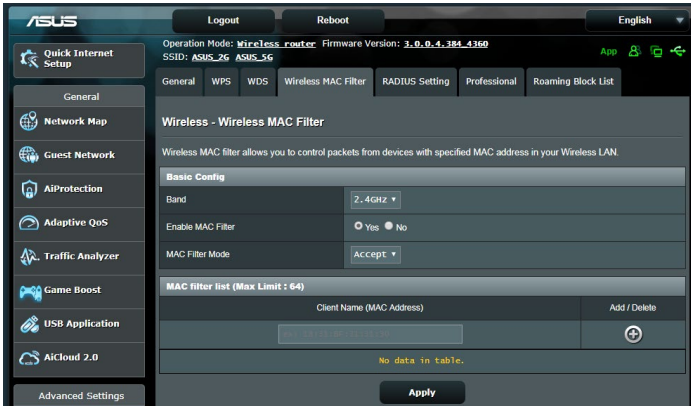 ASUS
Logout
Reboot
English
Operation Mode: Wireless router Firmware Version: 3.0.0.4.384_4360
SSID: ASUS_2G ASUS_5G
App
Quick Internet
Setup
General
Network Map
Guest Network
AiProtection
Adaptive QoS
Traffic Analyzer
Game Boost
USB Application
AiCloud 2.0
Advanced Settings
General WPS WDS Wireless MAC Filter RADIUS Setting Professional Roaming Block List
Wireless - Wireless MAC Filter
Wireless MAC filter allows you to control packets from devices with specified MAC address in your Wireless LAN.
Basic Config
Band 2.4GHz
Enable MAC Filter Yes No
MAC Filter Mode Accept
MAC filter list (Max Limit : 64)
Client Name (MAC Address) Add / Delete
No data in table.
Apply